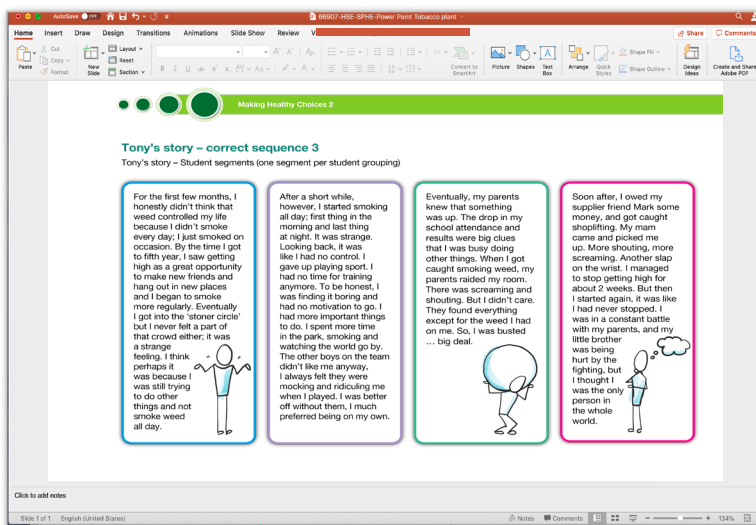 AutoSave OFF
66907-HSE-SPHE-Power Point Tobacco plant
Home Insert Draw Design Transitions Animations Slide Show Review V
Share Comments
Paste
Cut
Copy
Format
New
Slide
Layout
Reset
Section
Convert to
SmartArt
Picture
Shapes
Text
Box
Arrange
Quick
Styles
Shape Fill
Shape Outline
Design
Ideas
Create and Share
Adobe PDF
Making Healthy Choices 2
Tony's story – correct sequence 3
Tony's story – Student segments (one segment per student grouping)
For the first few months, I
honestly didn't think that
weed controlled my life
because I didn't smoke
every day; I just smoked on
occasion. By the time I got
to fifth year, I saw getting
high as a great opportunity
to make new friends and
hang out in new places
and I began to smoke
more regularly. Eventually
I got into the 'stoner circle'
but I never felt a part of
that crowd either; it was
a strange
feeling. I think
perhaps it
was because I
was still trying
to do other
things and not
smoke weed
all day.
After a short while,
however, I started smoking
all day; first thing in the
morning and last thing
at night. It was strange.
Looking back, it was
like I had no control. I
gave up playing sport. I
had no time for training
anymore. To be honest, I
was finding it boring and
had no motivation to go. I
had more important things
to do. I spent more time
in the park, smoking and
watching the world go by.
The other boys on the team
didn't like me anyway,
I always felt they were
mocking and ridiculing me
when I played. I was better
off without them, I much
preferred being on my own.
Eventually, my parents
knew that something
was up. The drop in my
school attendance and
results were big clues
that I was busy doing
other things. When I got
caught smoking weed, my
parents raided my room.
There was screaming and
shouting. But I didn't care.
They found everything
except for the weed I had
on me. So, I was busted
… big deal.
Soon after, I owed my
supplier friend Mark some
money, and got caught
shoplifting. My mam
came and picked me
up. More shouting, more
screaming. Another slap
on the wrist. I managed
to stop getting high for
about 2 weeks. But then
I started again, it was like
I had never stopped. I
was in a constant battle
with my parents, and my
little brother
was being
hurt by the
fighting, but
I thought I
was the only
person in
the whole
world.
Click to add notes
Slide 1 of 1 English (United States)
Notes Comments
134%